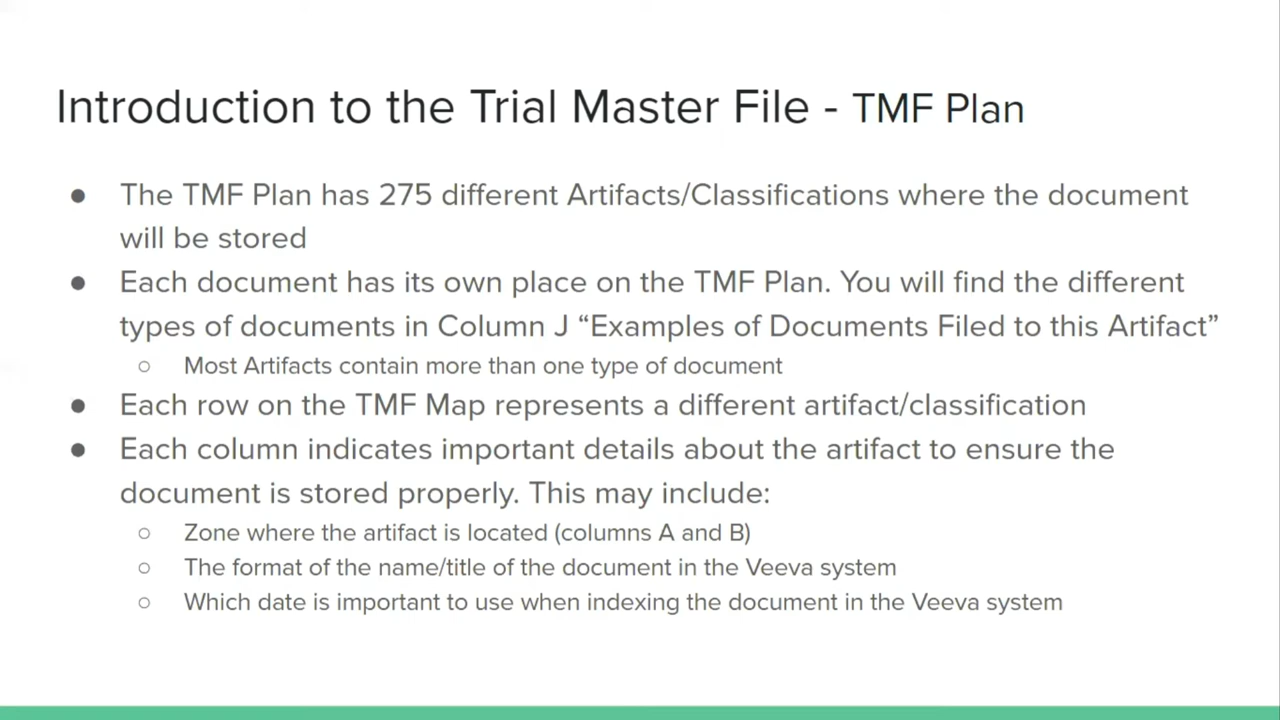 Introduction to the Trial Master File - TMF Plan
● The TMF Plan has 275 different Artifacts/Classifications where the document
will be stored
● Each document has its own place on the TMF Plan. You will find the different
types of documents in Column J “Examples of Documents Filed to this Artifact”
○ Most Artifacts contain more than one type of document
● Each row on the TMF Map represents a different artifact/classification
● Each column indicates important details about the artifact to ensure the
document is stored properly. This may include:
○ Zone where the artifact is located (columns A and B)
○ The format of the name/title of the document in the Veeva system
○ Which date is important to use when indexing the document in the Veeva system